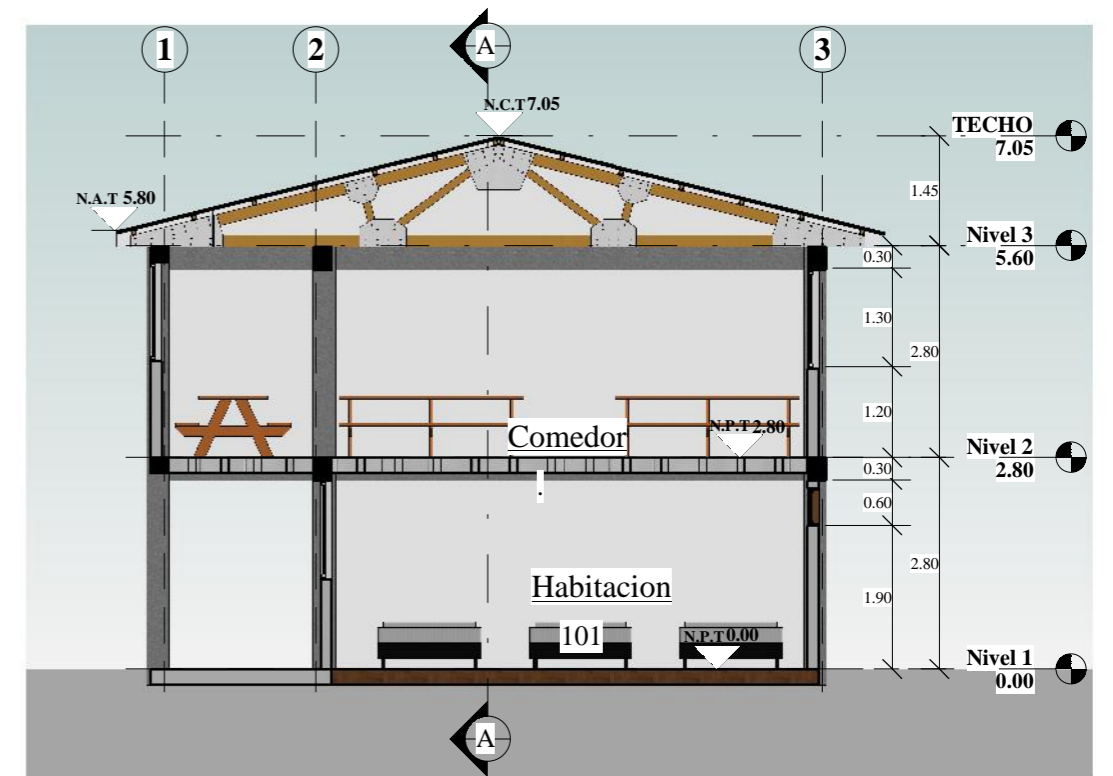 1
2
A
3
N.C.T 7.05
TECHO
7.05
1.45
N.A.T 5.80
Nivel 3
5.60
0.30
1.30
2.80
1.20
Comedor
.
N.P.T 2.80
Nivel 2
2.80
0.30
0.60
2.80
1.90
Habitacion
101
N.P.T 0.00
Nivel 1
0.00
A